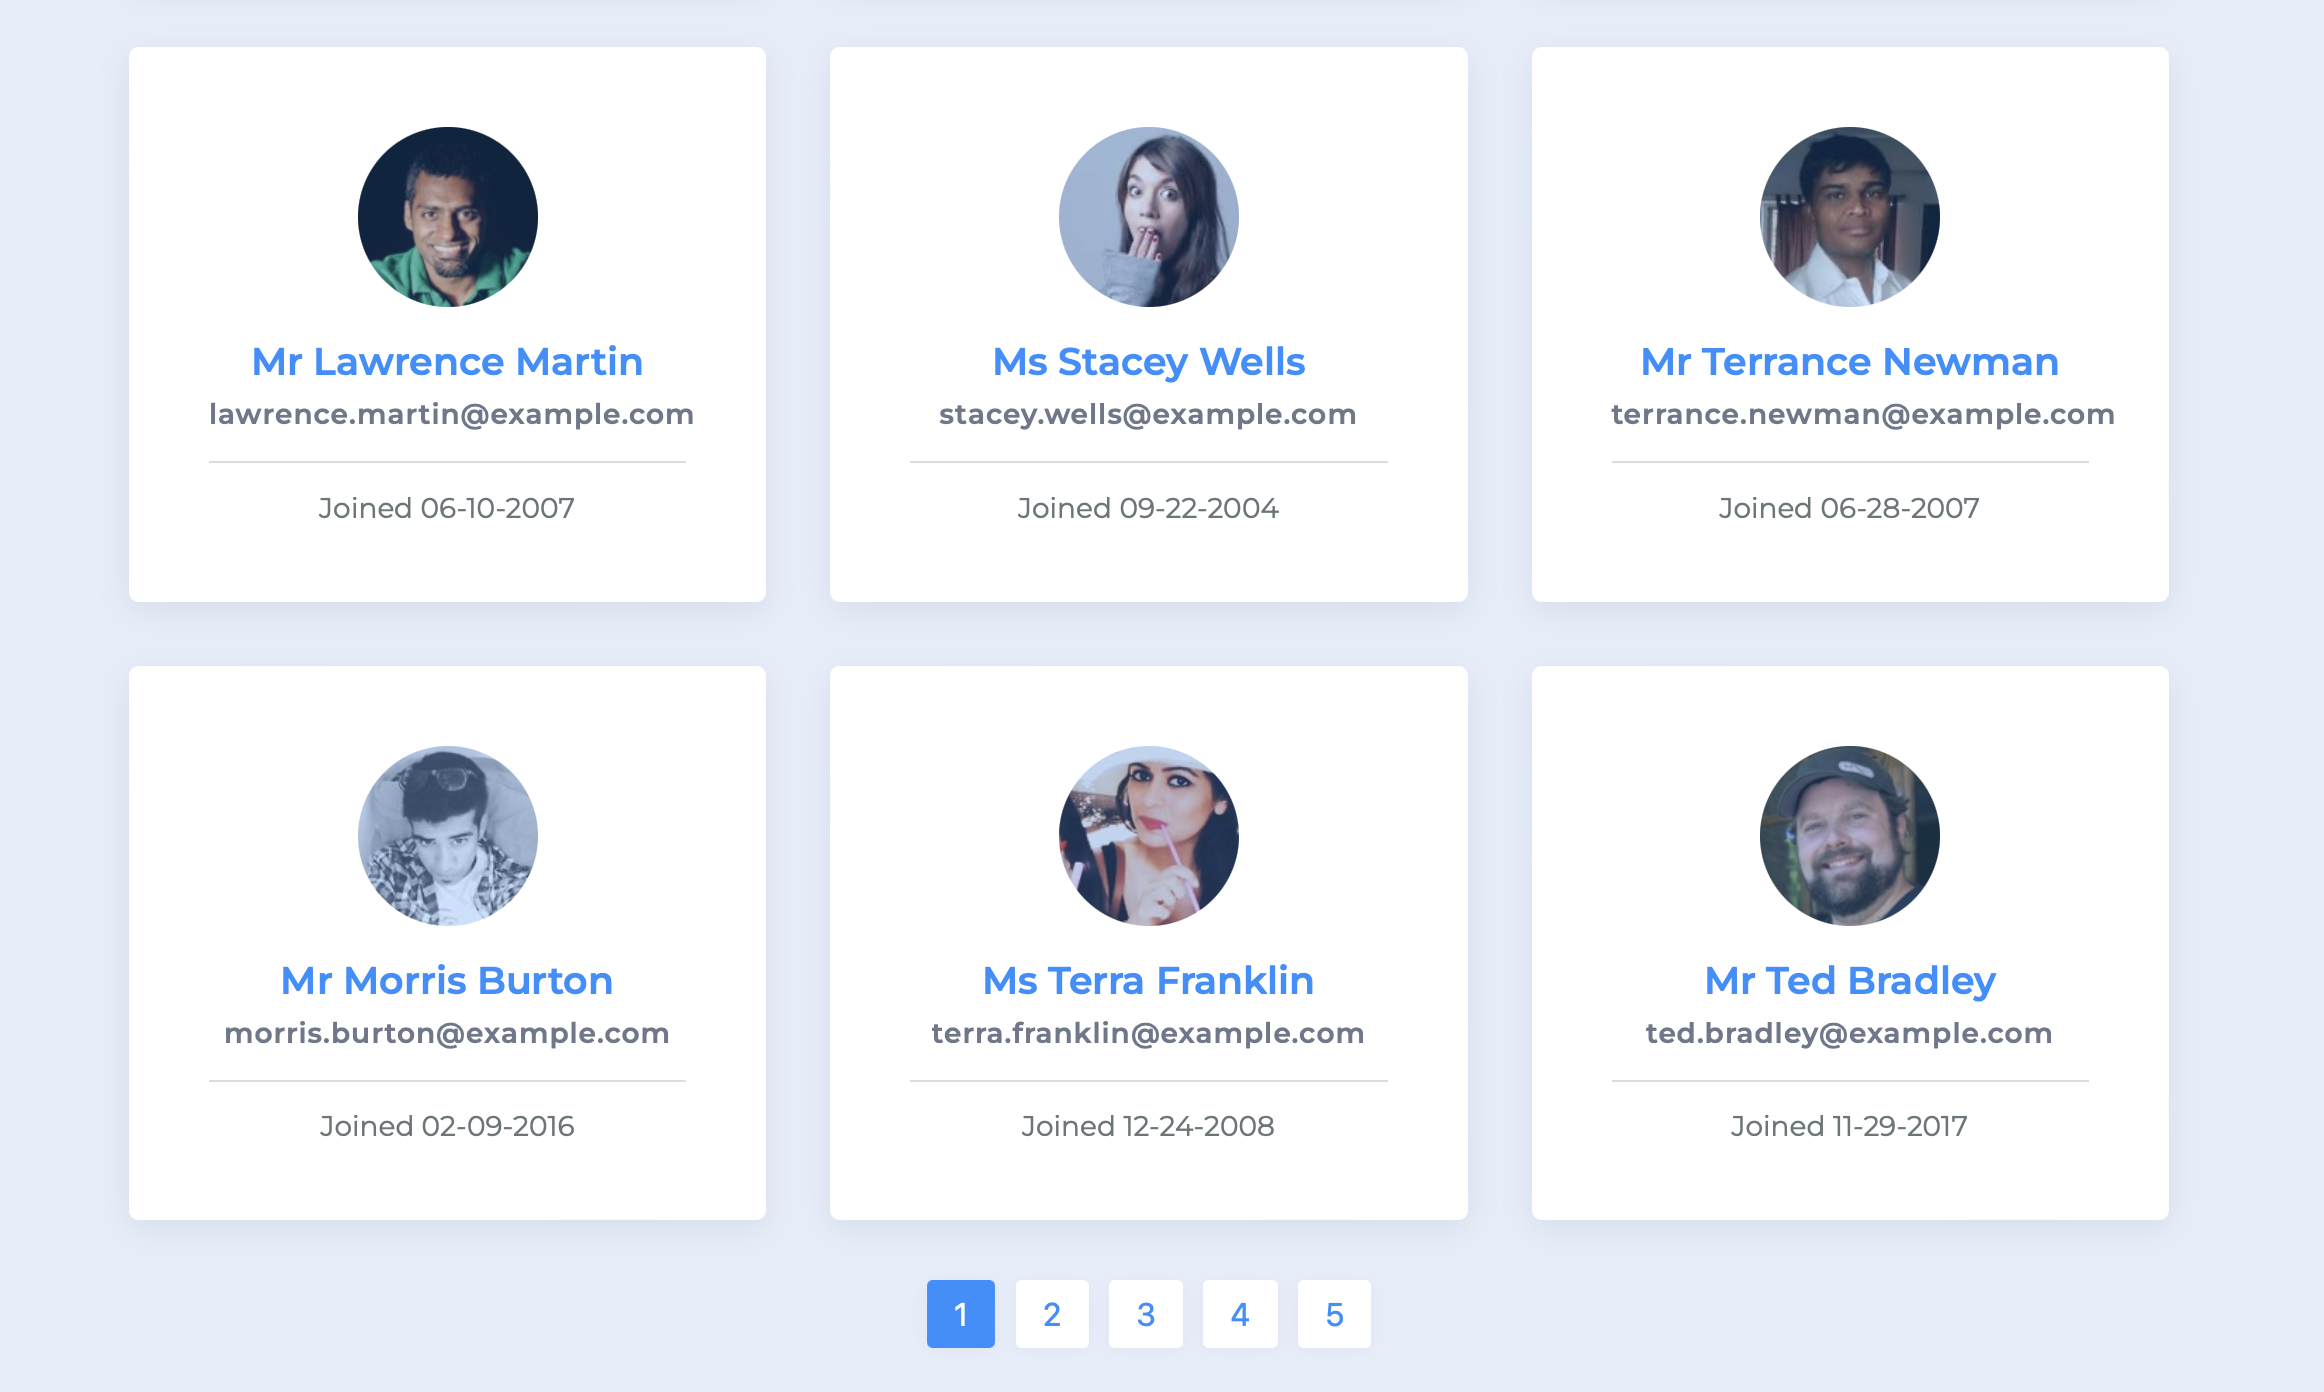 Mr Lawrence Martin
lawrence.martin@example.com
Joined 06-10-2007
Ms Stacey Wells
stacey.wells@example.com
Joined 09-22-2004
Mr Terrance Newman
terrance.newman@example.com
Joined 06-28-2007
Mr Morris Burton
morris.burton@example.com
Joined 02-09-2016
Ms Terra Franklin
terra.franklin@example.com
Joined 12-24-2008
Mr Ted Bradley
ted.bradley@example.com
Joined 11-29-2017
1 2 3 4 5